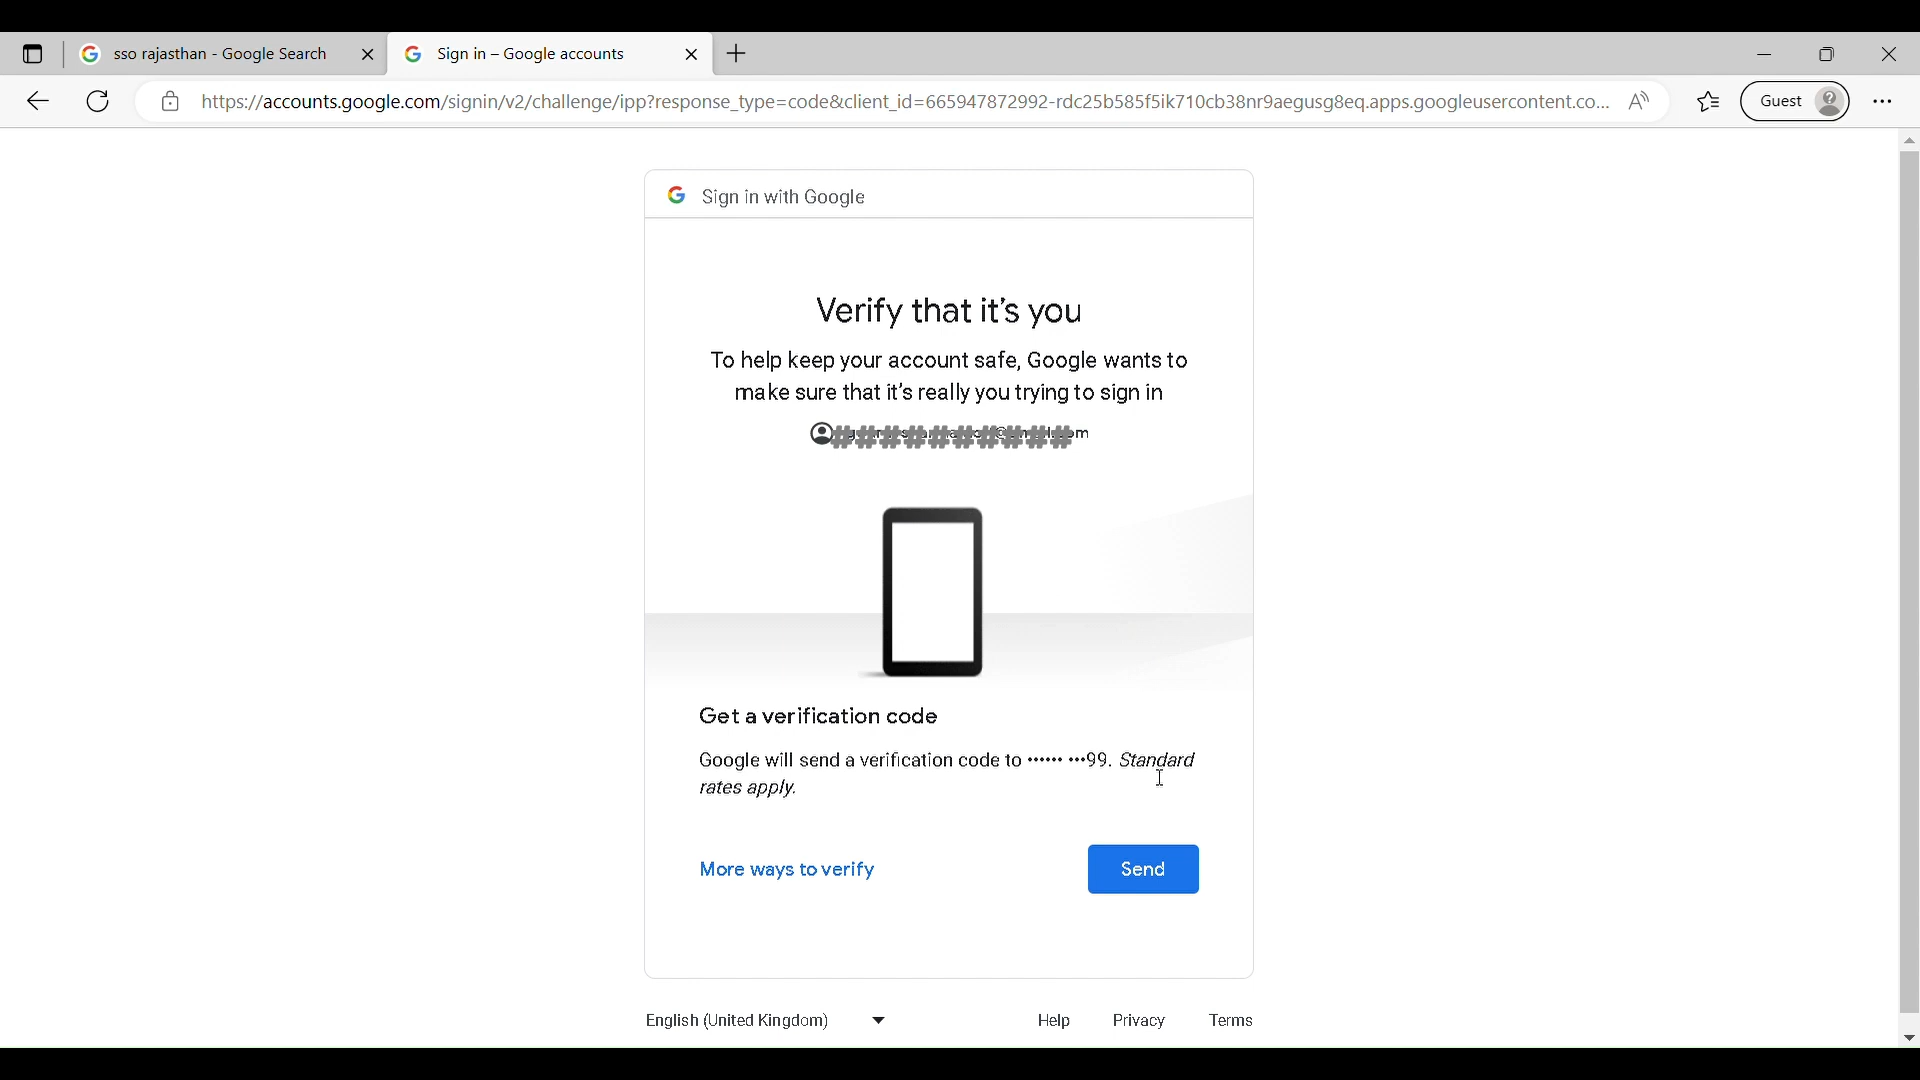 sso rajasthan - Google Search
Sign in – Google accounts
https://accounts.google.com/signin/v2/challenge/ipp?response_type=code&client_id=665947872992-rdc25b585f5ik710cb38nr9aegusg8eq.apps.googleusercontent.co...
Guest
Sign in with Google
Verify that it's you
To help keep your account safe, Google wants to
make sure that it's really you trying to sign in
##########
Get a verification code
Google will send a verification code to •••••• •••99. Standard
rates apply.
More ways to verify
Send
English (United Kingdom)
Help
Privacy
Terms